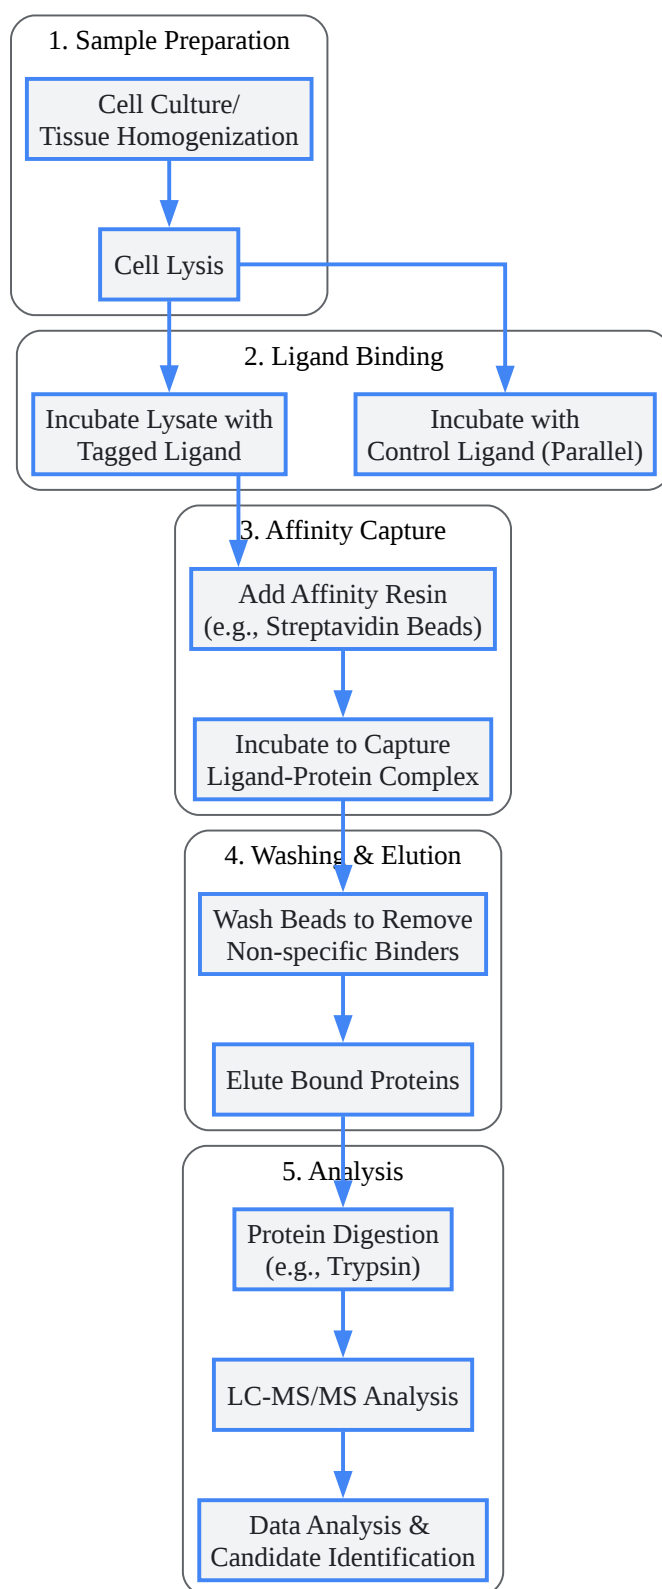 1. Sample Preparation
Cell Culture/
Tissue Homogenization
Cell Lysis
2. Ligand Binding
Incubate Lysate with
Tagged Ligand
Incubate with
Control Ligand (Parallel)
3. Affinity Capture
Add Affinity Resin
(e.g., Streptavidin Beads)
Incubate to Capture
Ligand-Protein Complex
4. Washing & Elution
Wash Beads to Remove
Non-specific Binders
Elute Bound Proteins
5. Analysis
Protein Digestion
(e.g., Trypsin)
LC-MS/MS Analysis
Data Analysis &
Candidate Identification